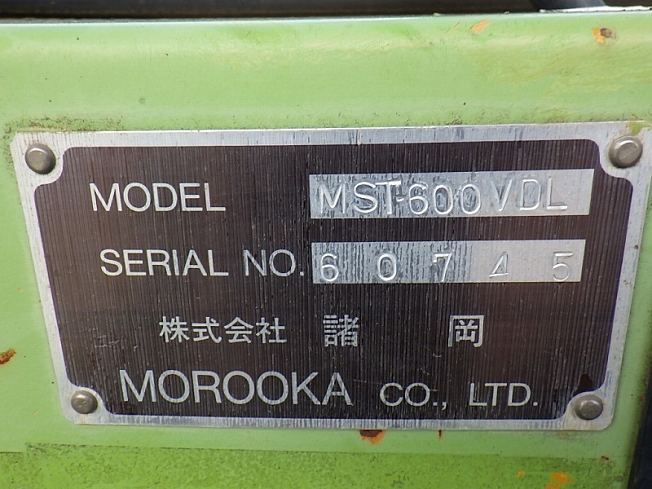 MODEL MST-600VDL
SERIAL NO. 60745
株式会社 諸岡
MOROOKA CO., LTD.